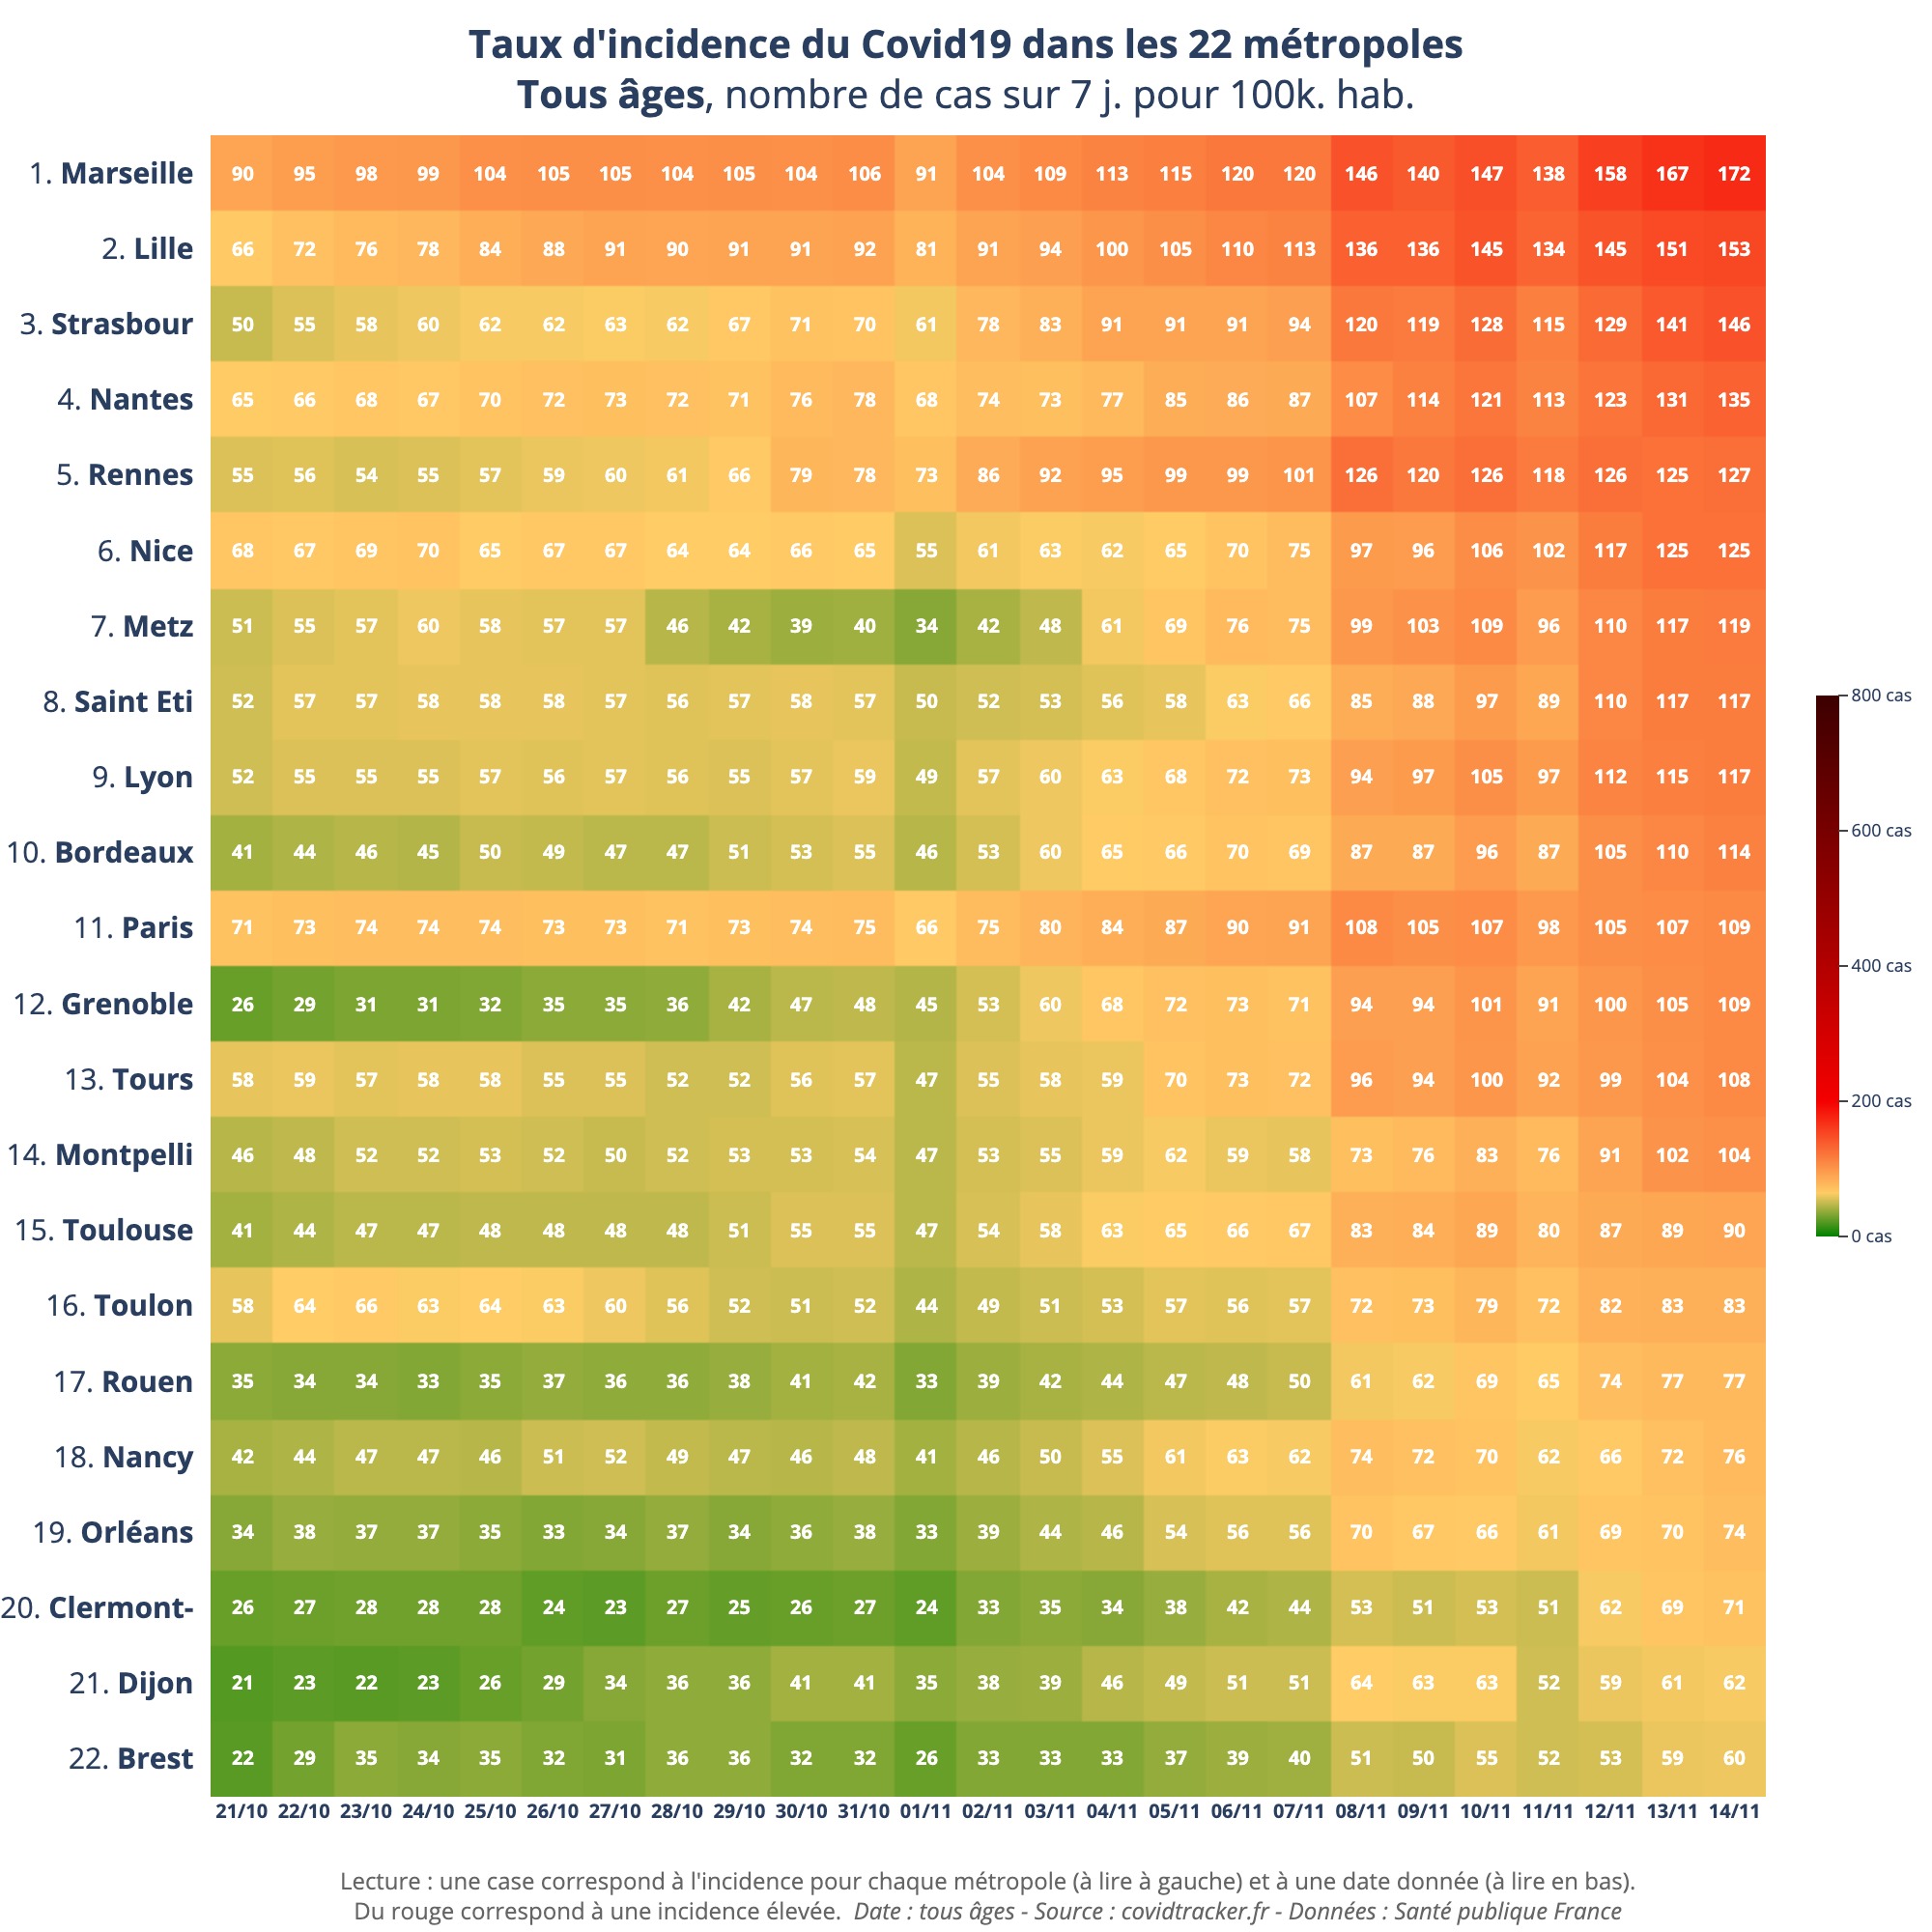 Taux d'incidence du Covid19 dans les 22 métropoles
Tous âges, nombre de cas sur 7 j. pour 100k. hab.
1. Marseille 90 95 98 99 104 105 105 104 105 104 106 91 104 109 113 115 120 120 146 140 147 138 158 167 172
2. Lille 66 72 76 78 84 88 91 90 91 91 92 81 91 94 100 105 110 113 136 136 145 134 145 151 153
3. Strasbour 50 55 58 60 62 62 63 62 67 71 70 61 78 83 91 91 91 94 120 119 128 115 129 141 146
4. Nantes 65 66 68 67 70 72 73 72 71 76 78 68 74 73 77 85 86 87 107 114 121 113 123 131 135
5. Rennes 55 56 54 55 57 59 60 61 66 79 78 73 86 92 95 99 99 101 126 120 126 118 126 125 127
6. Nice 68 67 69 70 65 67 67 64 64 66 65 55 61 63 62 65 70 75 97 96 106 102 117 125 125
7. Metz 51 55 57 60 58 57 57 46 42 39 40 34 42 48 61 69 76 75 99 103 109 96 110 117 119
8. Saint Eti 52 57 57 58 58 58 57 56 57 58 57 50 52 53 56 58 63 66 85 88 97 89 110 117 117
9. Lyon 52 55 55 55 57 56 57 56 55 57 59 49 57 60 63 68 72 73 94 97 105 97 112 115 117
10. Bordeaux 41 44 46 45 50 49 47 47 51 53 55 46 53 60 65 66 70 69 87 87 96 87 105 110 114
11. Paris 71 73 74 74 74 73 73 71 73 74 75 66 75 80 84 87 90 91 108 105 107 98 105 107 109
12. Grenoble 26 29 31 31 32 35 35 36 42 47 48 45 53 60 68 72 73 71 94 94 101 91 100 105 109
13. Tours 58 59 57 58 58 55 55 52 52 56 57 47 55 58 59 70 73 72 96 94 100 92 99 104 108
14. Montpelli 46 48 52 52 53 52 50 52 53 53 54 47 53 55 59 62 59 58 73 76 83 76 91 102 104
15. Toulouse 41 44 47 47 48 48 48 48 51 55 55 47 54 58 63 65 66 67 83 84 89 80 87 89 90
16. Toulon 58 64 66 63 64 63 60 56 52 51 52 44 49 51 53 57 56 57 72 73 79 72 82 83 83
17. Rouen 35 34 34 33 35 37 36 36 38 41 42 33 39 42 44 47 48 50 61 62 69 65 74 77 77
18. Nancy 42 44 47 47 46 51 52 49 47 46 48 41 46 50 55 61 63 62 74 72 70 62 66 72 76
19. Orléans 34 38 37 37 35 33 34 37 34 36 38 33 39 44 46 54 56 56 70 67 66 61 69 70 74
20. Clermont- 26 27 28 28 28 24 23 27 25 26 27 24 33 35 34 38 42 44 53 51 53 51 62 69 71
21. Dijon 21 23 22 23 26 29 34 36 36 41 41 35 38 39 46 49 51 51 64 63 63 52 59 61 62
22. Brest 22 29 35 34 35 32 31 36 36 32 32 26 33 33 33 37 39 40 51 50 55 52 53 59 60
21/10 22/10 23/10 24/10 25/10 26/10 27/10 28/10 29/10 30/10 31/10 01/11 02/11 03/11 04/11 05/11 06/11 07/11 08/11 09/11 10/11 11/11 12/11 13/11 14/11
800 cas
600 cas
400 cas
200 cas
0 cas
Lecture : une case correspond à l'incidence pour chaque métropole (à lire à gauche) et à une date donnée (à lire en bas).
Du rouge correspond à une incidence élevée. Date : tous âges - Source : covidtracker.fr - Données : Santé publique France